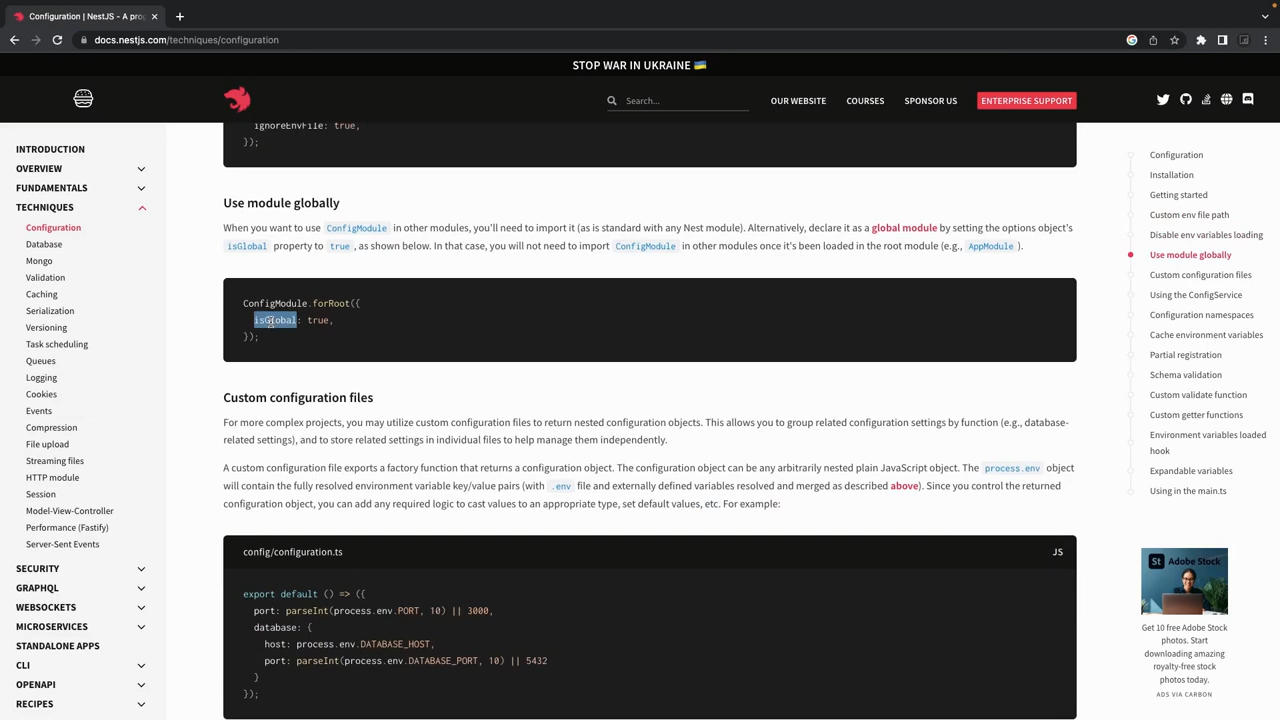 Configuration | NestJS - A pro
docs.nestjs.com/techniques/configuration
STOP WAR IN UKRAINE 🇺🇦
Search...
OUR WEBSITE
COURSES
SPONSOR US
ENTERPRISE SUPPORT
INTRODUCTION
OVERVIEW
FUNDAMENTALS
TECHNIQUES
Configuration
Database
Mongo
Validation
Caching
Serialization
Versioning
Task scheduling
Queues
Logging
Cookies
Events
Compression
File upload
Streaming files
HTTP module
Session
Model-View-Controller
Performance (Fastify)
Server-Sent Events
SECURITY
GRAPHQL
WEBSOCKETS
MICROSERVICES
STANDALONE APPS
CLI
OPENAPI
RECIPES
ignoreEnvFile: true,
});
Use module globally
When you want to use ConfigModule in other modules, you'll need to import it (as is standard with any Nest module). Alternatively, declare it as a global module by setting the options object's
isGlobal property to true, as shown below. In that case, you will not need to import ConfigModule in other modules once it's been loaded in the root module (e.g., AppModule ).
ConfigModule.forRoot({
isGlobal: true,
});
Custom configuration files
For more complex projects, you may utilize custom configuration files to return nested configuration objects. This allows you to group related configuration settings by function (e.g., database-
related settings), and to store related settings in individual files to help manage them independently.
A custom configuration file exports a factory function that returns a configuration object. The configuration object can be any arbitrarily nested plain JavaScript object. The process.env object
will contain the fully resolved environment variable key/value pairs (with .env file and externally defined variables resolved and merged as described above). Since you control the returned
configuration object, you can add any required logic to cast values to an appropriate type, set default values, etc. For example:
config/configuration.ts
JS
export default () => ({
port: parseInt(process.env.PORT, 10) || 3000,
database: {
host: process.env.DATABASE_HOST,
port: parseInt(process.env.DATABASE_PORT, 10) || 5432
}
});
Configuration
Installation
Getting started
Custom env file path
Disable env variables loading
Use module globally
Custom configuration files
Using the ConfigService
Configuration namespaces
Cache environment variables
Partial registration
Schema validation
Custom validate function
Custom getter functions
Environment variables loaded
hook
Expandable variables
Using in the main.ts
St Adobe Stock
Get 10 free Adobe Stock
photos. Start
downloading amazing
royalty-free stock
photos today.
ADS VIA CARBON